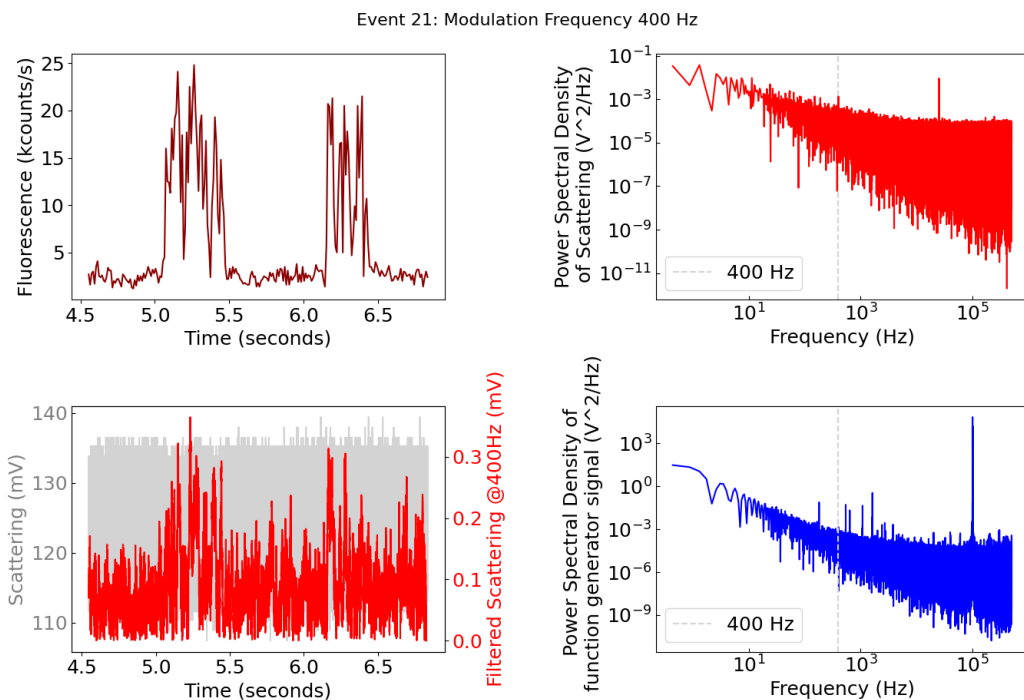 Event 21: Modulation Frequency 400 Hz
Fluorescence (kcounts/s)
25
20
15
10
5
4.5 5.0 5.5 6.0 6.5
Time (seconds)
Power Spectral Density
of Scattering (V^2/Hz)
10^-1
10^-3
10^-5
10^-7
10^-9
10^-11
400 Hz
10^1 10^3 10^5
Frequency (Hz)
Scattering (mV)
140
130
120
110
4.5 5.0 5.5 6.0 6.5
Time (seconds)
0.3
0.2
0.1
0.0
Filtered Scattering @400Hz (mV)
Power Spectral Density of
function generator signal (V^2/Hz)
10^3
10^0
10^-3
10^-6
10^-9
400 Hz
10^1 10^3 10^5
Frequency (Hz)